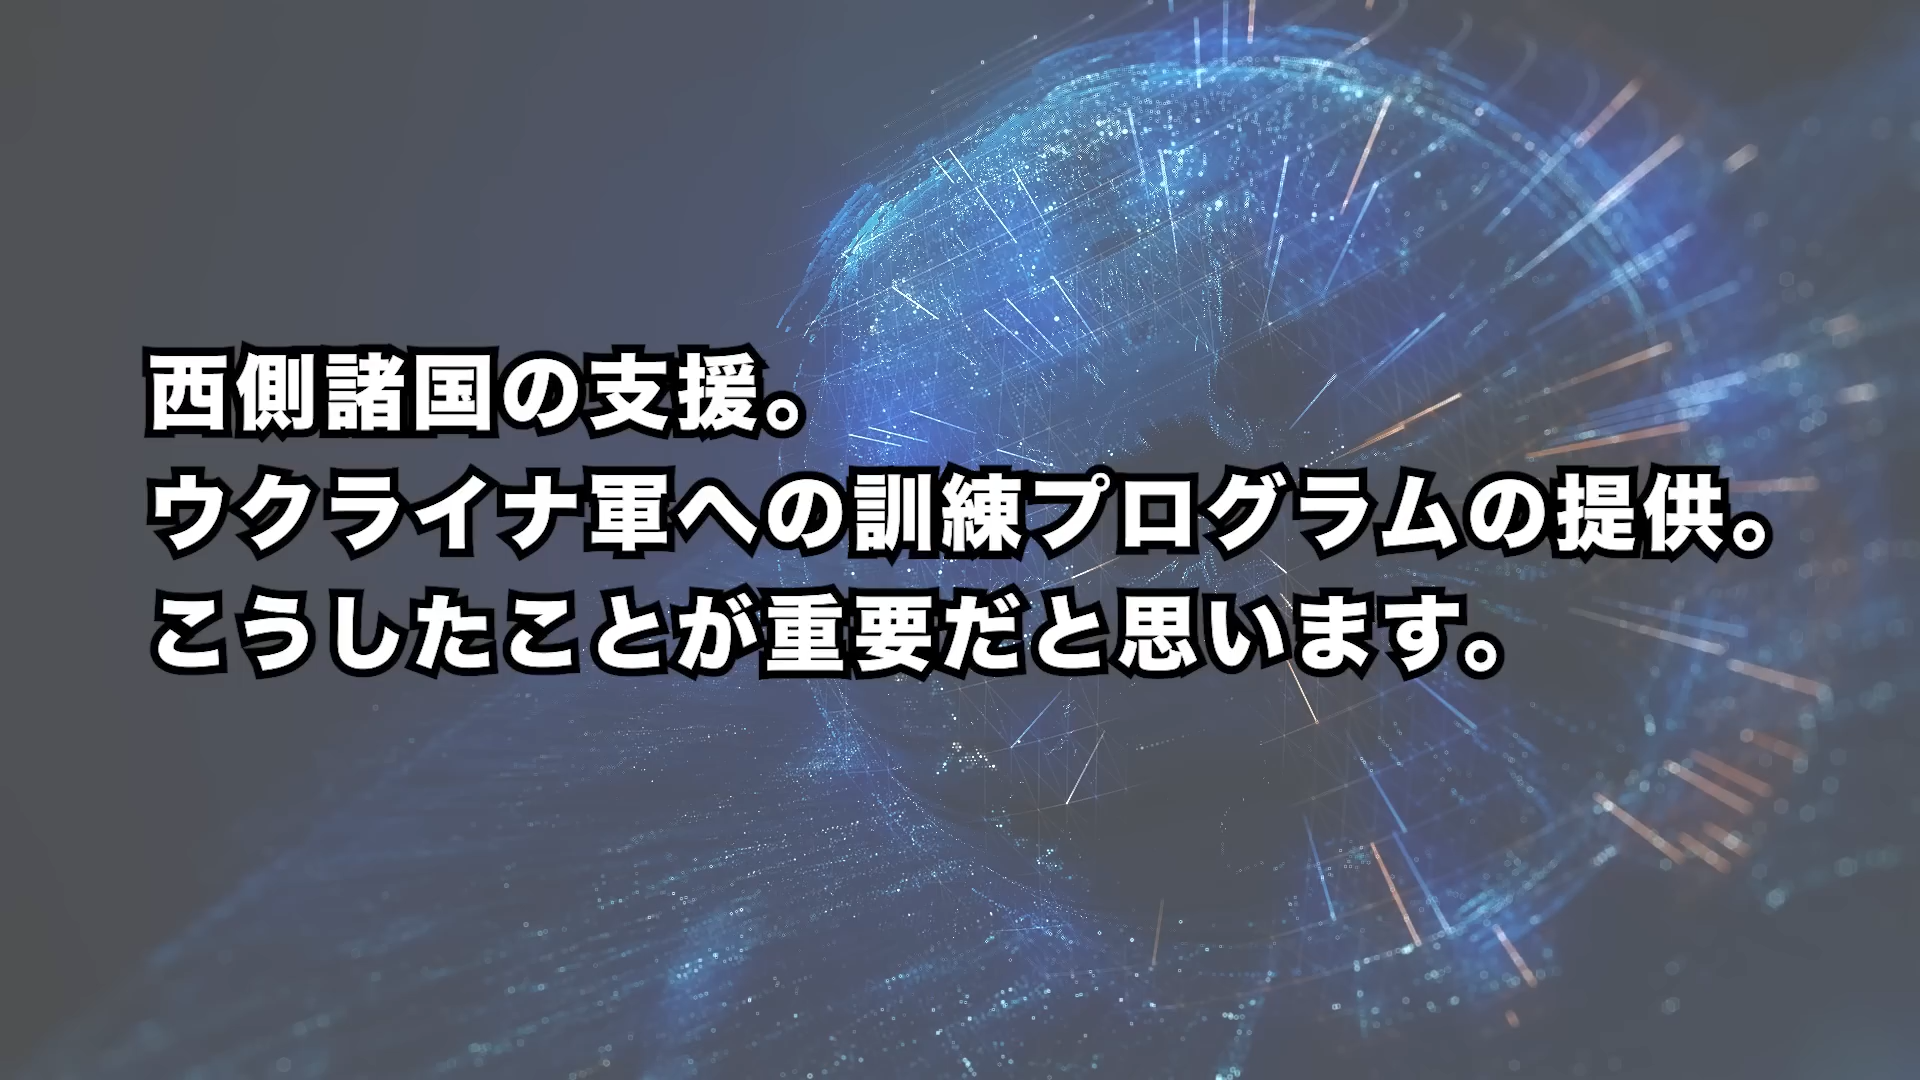 西側諸国の支援。
ウクライナ軍への訓練プログラムの提供。
こうしたことが重要だと思います。